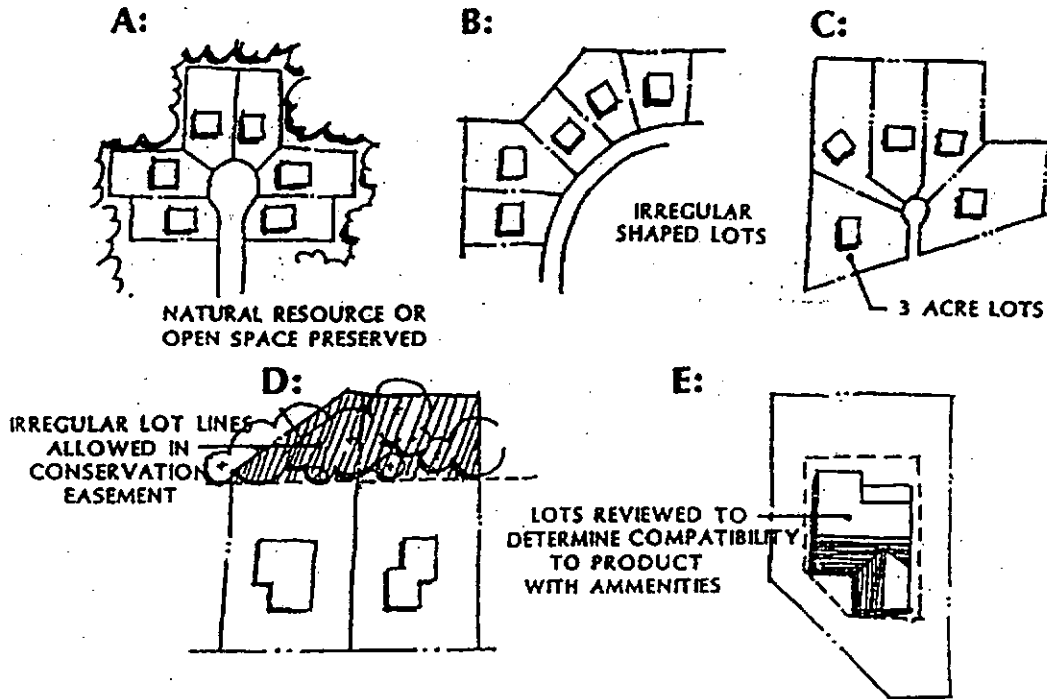 A:
B:
C:
NATURAL RESOURCE OR
OPEN SPACE PRESERVED
IRREGULAR
SHAPED LOTS
3 ACRE LOTS
D:
IRREGULAR LOT LINES
ALLOWED IN
CONSERVATION
EASEMENT
E:
LOTS REVIEWED TO
DETERMINE COMPATIBILITY
TO PRODUCT
WITH AMMENITIES